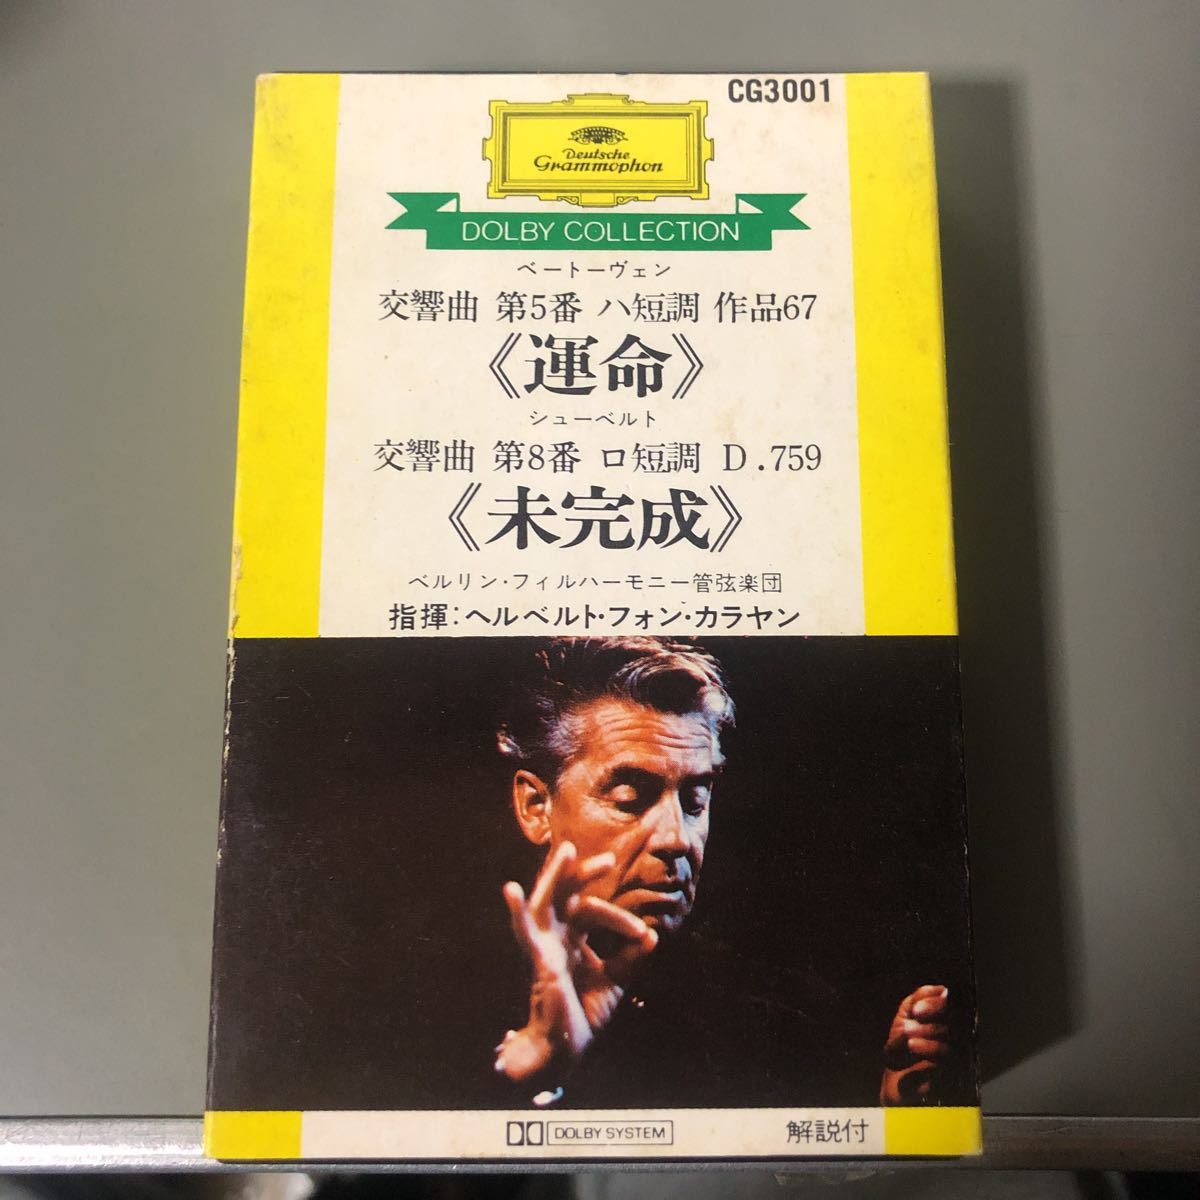 CG3001
Deutsche
Grammophon
DOLBY COLLECTION
ベートーヴェン
交響曲 第5番 ハ短調 作品67
《運命》
シューベルト
交響曲 第8番 ロ短調 D.759
《未完成》
ベルリン・フィルハーモニー管弦楽団
指揮:ヘルベルト・フォン・カラヤン
DOLBY SYSTEM 解説付